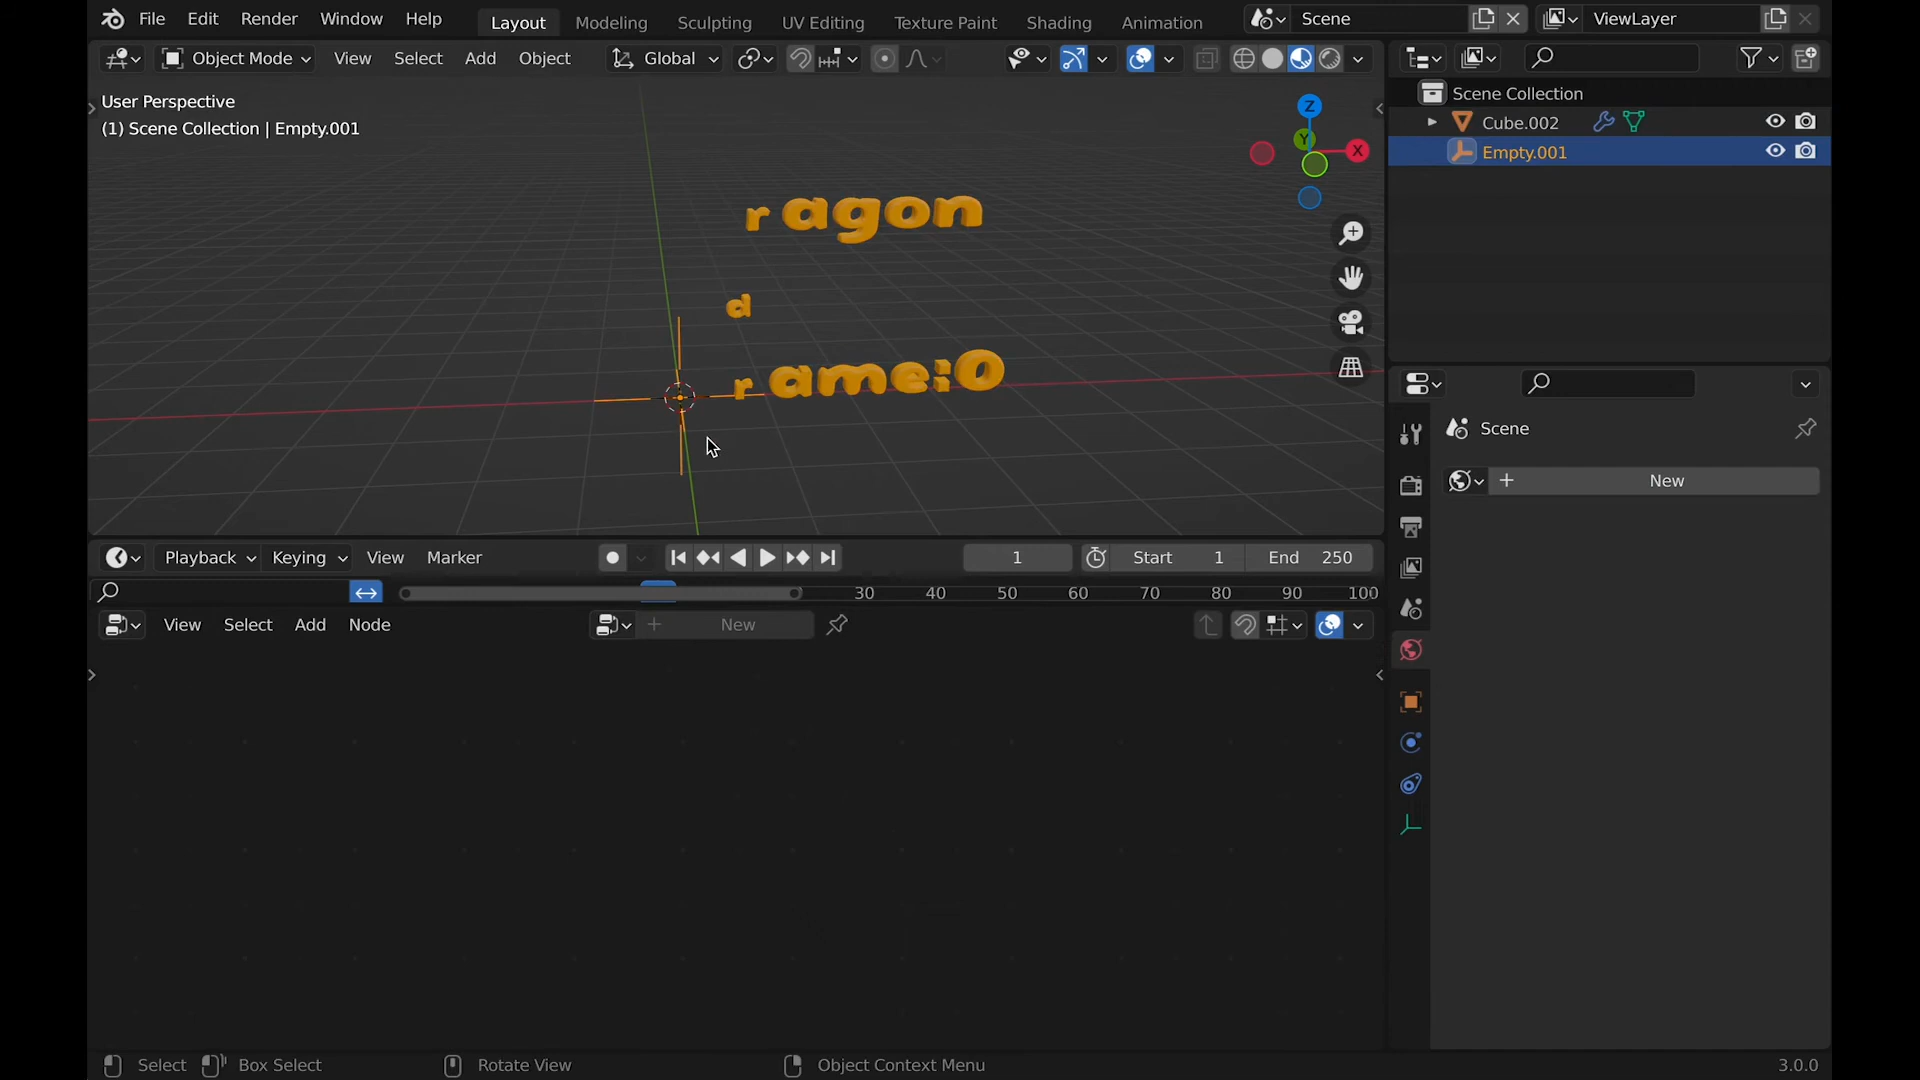 File Edit Render Window Help Layout Modeling Sculpting UV Editing Texture Paint Shading Animation Scene ViewLayer
Object Mode View Select Add Object Global
User Perspective
(1) Scene Collection | Empty.001
Z
Y
X
r agon
d
r ame:0
Scene Collection
Cube.002
Empty.001
Scene
New
Playback Keying View Marker 1 Start 1 End 250
30 40 50 60 70 80 90 100
View Select Add Node New
Select Box Select Rotate View Object Context Menu 3.0.0